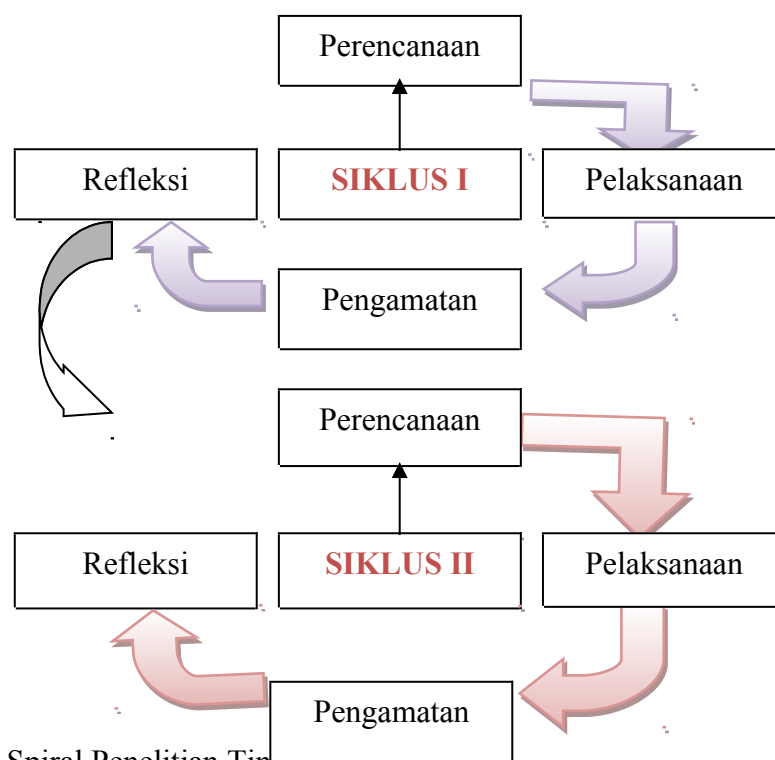 Perencanaan
Refleksi
SIKLUS I
Pelaksanaan
Pengamatan
Perencanaan
Refleksi
SIKLUS II
Pelaksanaan
Pengamatan
Spiral Penelitian